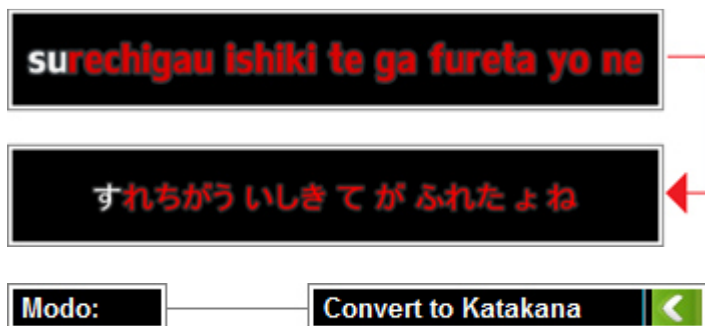 surechigau ishiki te ga fureta yo ne
すれちがう いしき て が ふれた ょ ね
Modo:
Convert to Katakana